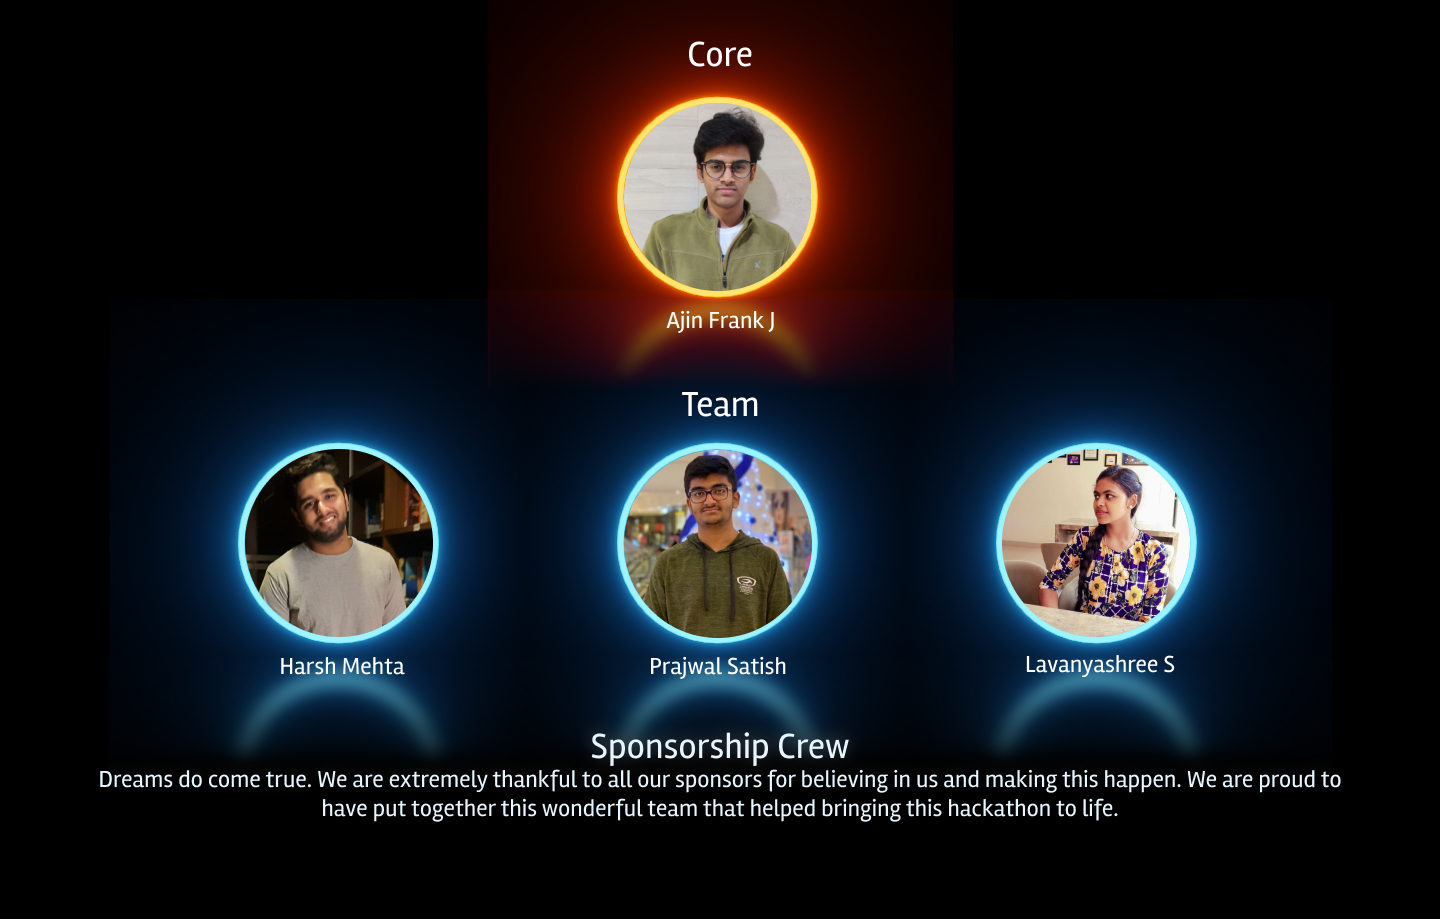 Core
Ajin Frank J
Team
Harsh Mehta
Prajwal Satish
Lavanyashree S
Sponsorship Crew
Dreams do come true. We are extremely thankful to all our sponsors for believing in us and making this happen. We are proud to
have put together this wonderful team that helped bringing this hackathon to life.